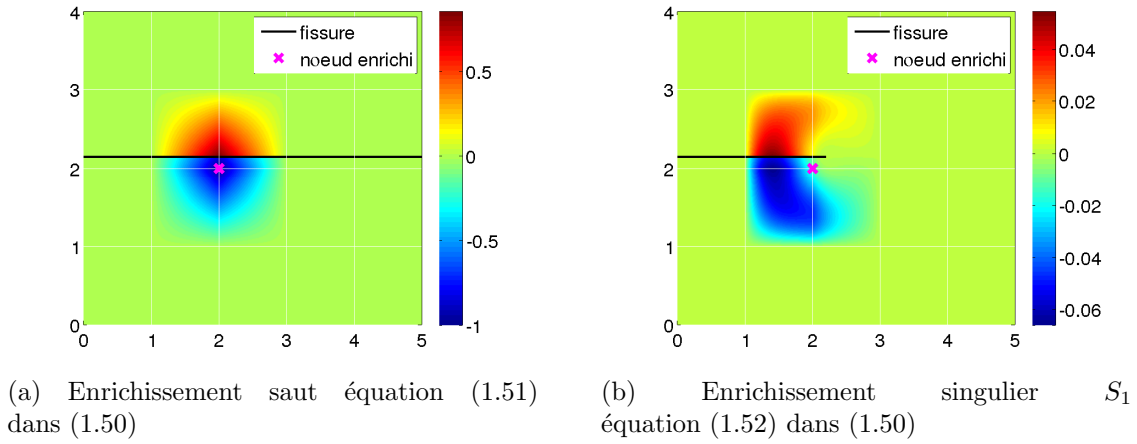 4
3
2
1
0
0 1 2 3 4 5
fissure
noeud enrichi
0.5
0
-0.5
-1
4
3
2
1
0
0 1 2 3 4 5
fissure
noeud enrichi
0.04
0.02
0
-0.02
-0.04
-0.06
(a) Enrichissement saut équation (1.51)
dans (1.50)
(b) Enrichissement singulier S₁
équation (1.52) dans (1.50)